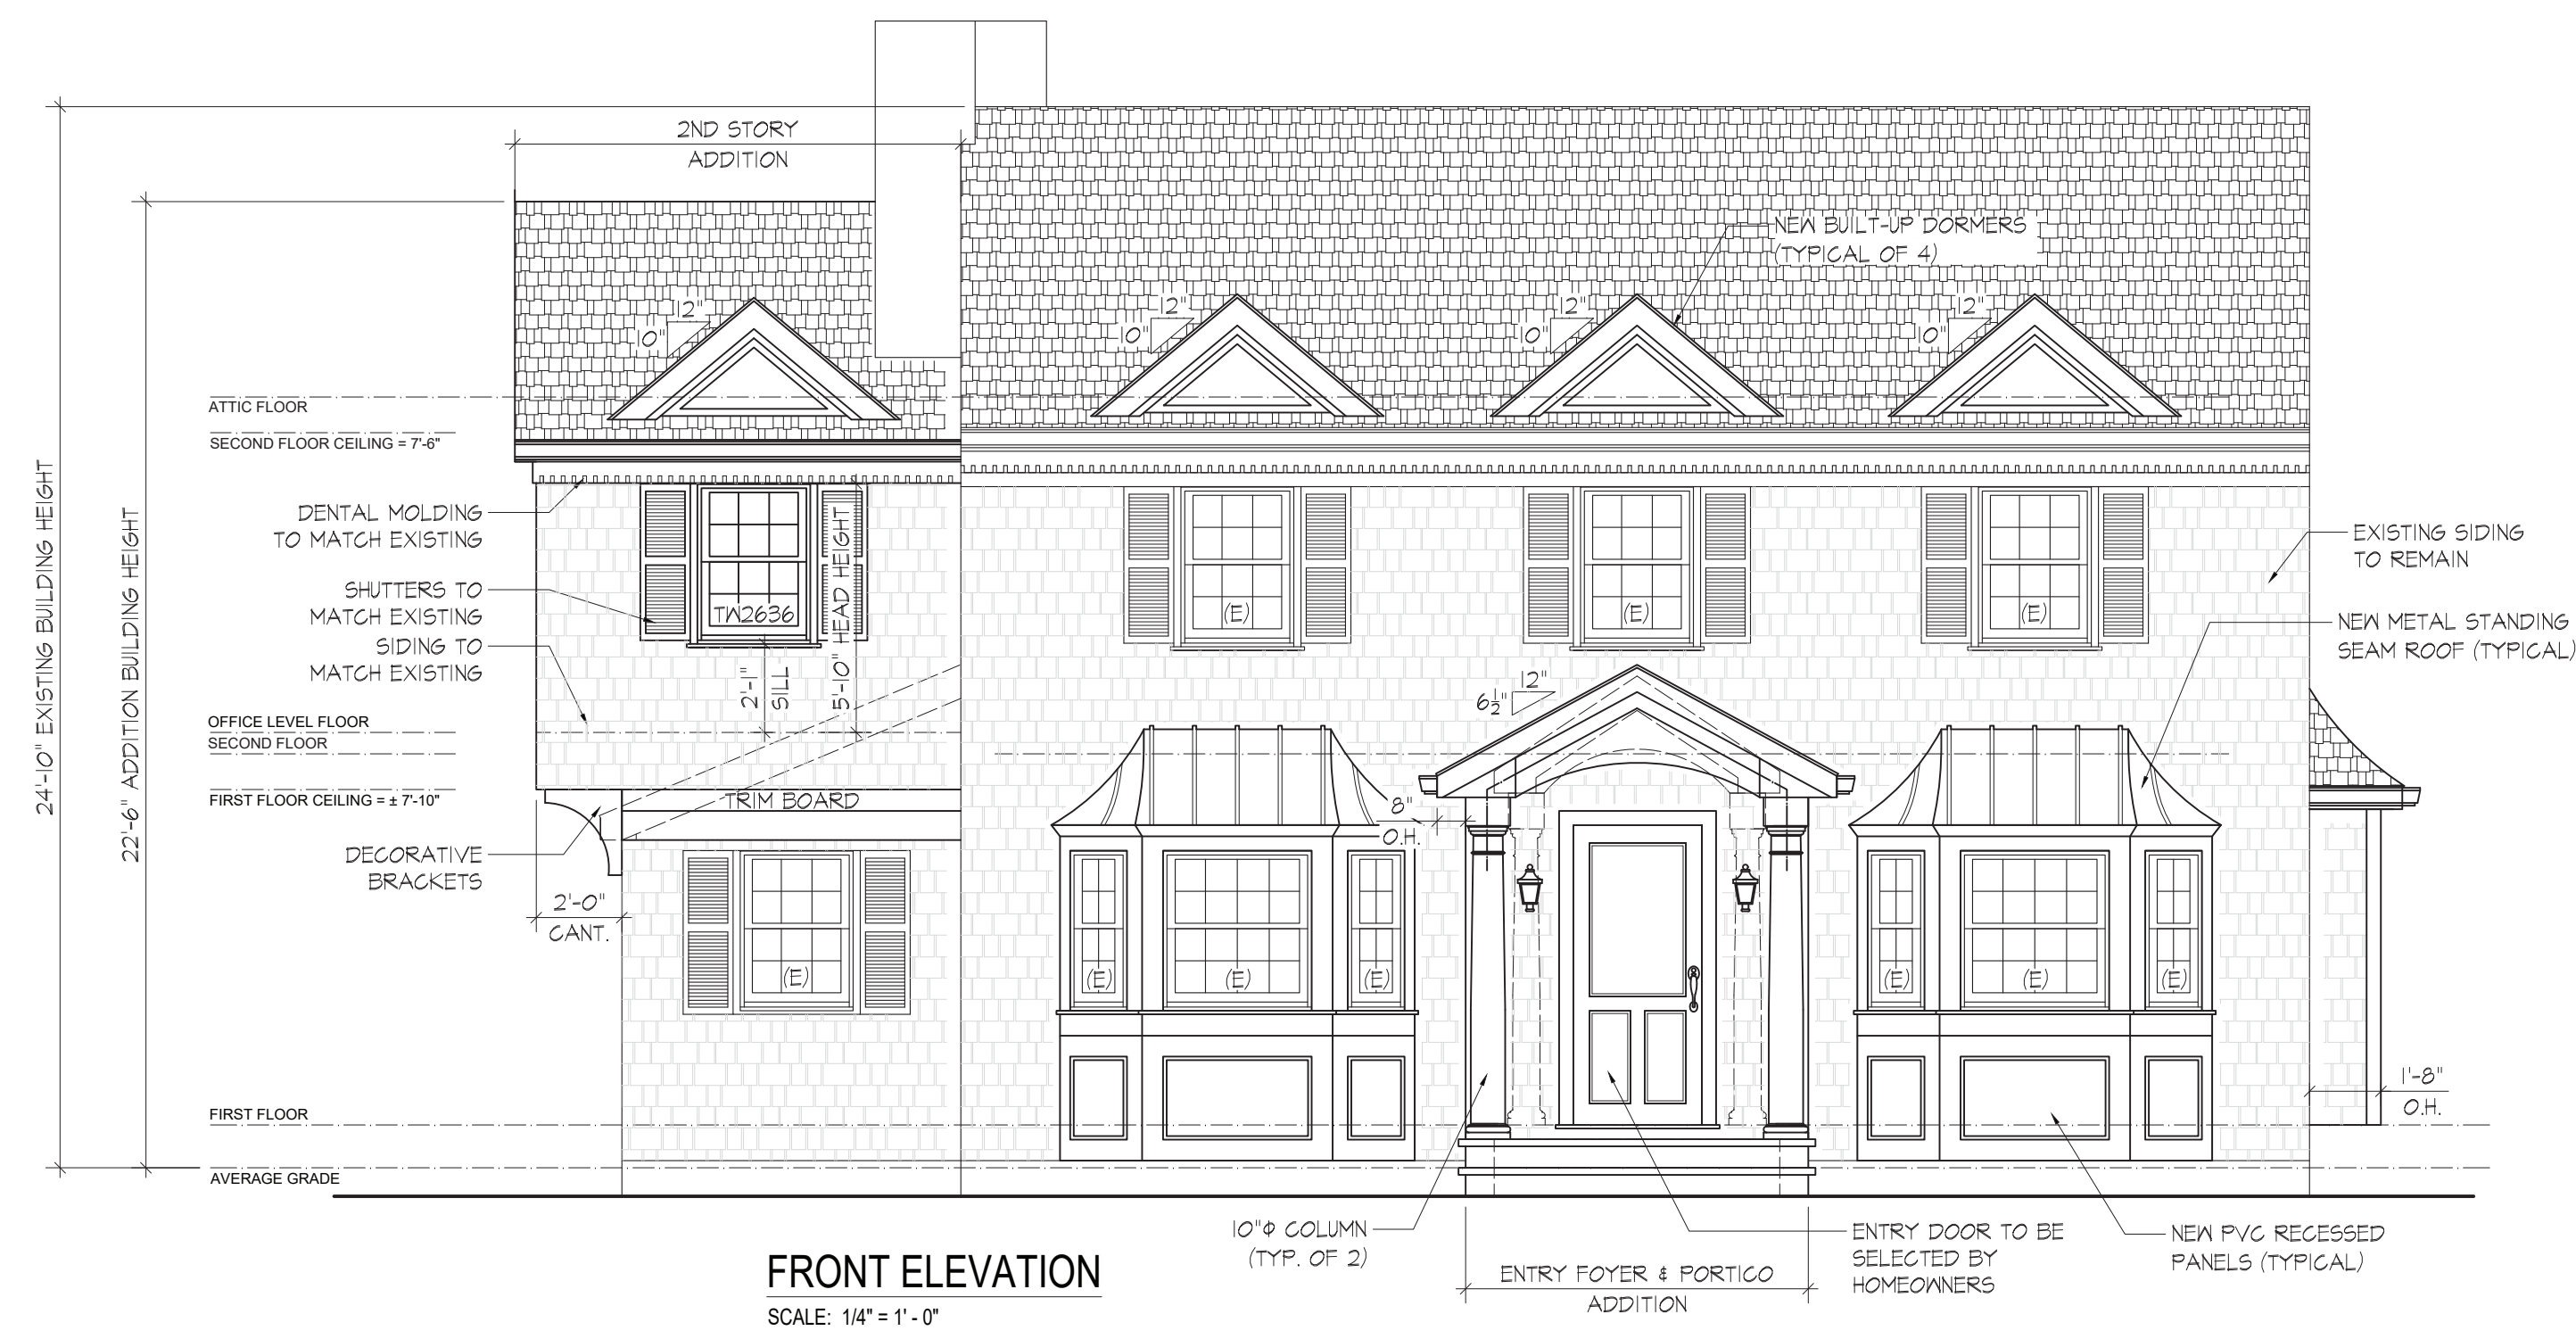 2ND STORY
ADDITION
NEW BUILT-UP DORMERS
(TYPICAL OF 4)
12"
10"
12"
10"
12"
10"
12"
10"
ATTIC FLOOR
SECOND FLOOR CEILING = 7'-6"
24'-10" EXISTING BUILDING HEIGHT
22'-6" ADDITION BUILDING HEIGHT
DENTAL MOLDING
TO MATCH EXISTING
SHUTTERS TO
MATCH EXISTING
SIDING TO
MATCH EXISTING
TW2636
2'-1"
SILL
5'-10" HEAD HEIGHT
(E)
(E)
(E)
EXISTING SIDING
TO REMAIN
NEW METAL STANDING
SEAM ROOF (TYPICAL)
OFFICE LEVEL FLOOR
SECOND FLOOR
12"
6½"
FIRST FLOOR CEILING = ± 7'-10"
TRIM BOARD
8"
O.H.
DECORATIVE
BRACKETS
2'-0"
CANT.
(E)
(E)
(E)
(E)
(E)
(E)
(E)
1'-8"
O.H.
FIRST FLOOR
AVERAGE GRADE
10"Φ COLUMN
(TYP. OF 2)
ENTRY FOYER & PORTICO
ADDITION
ENTRY DOOR TO BE
SELECTED BY
HOMEOWNERS
NEW PVC RECESSED
PANELS (TYPICAL)
FRONT ELEVATION
SCALE: 1/4" = 1' - 0"